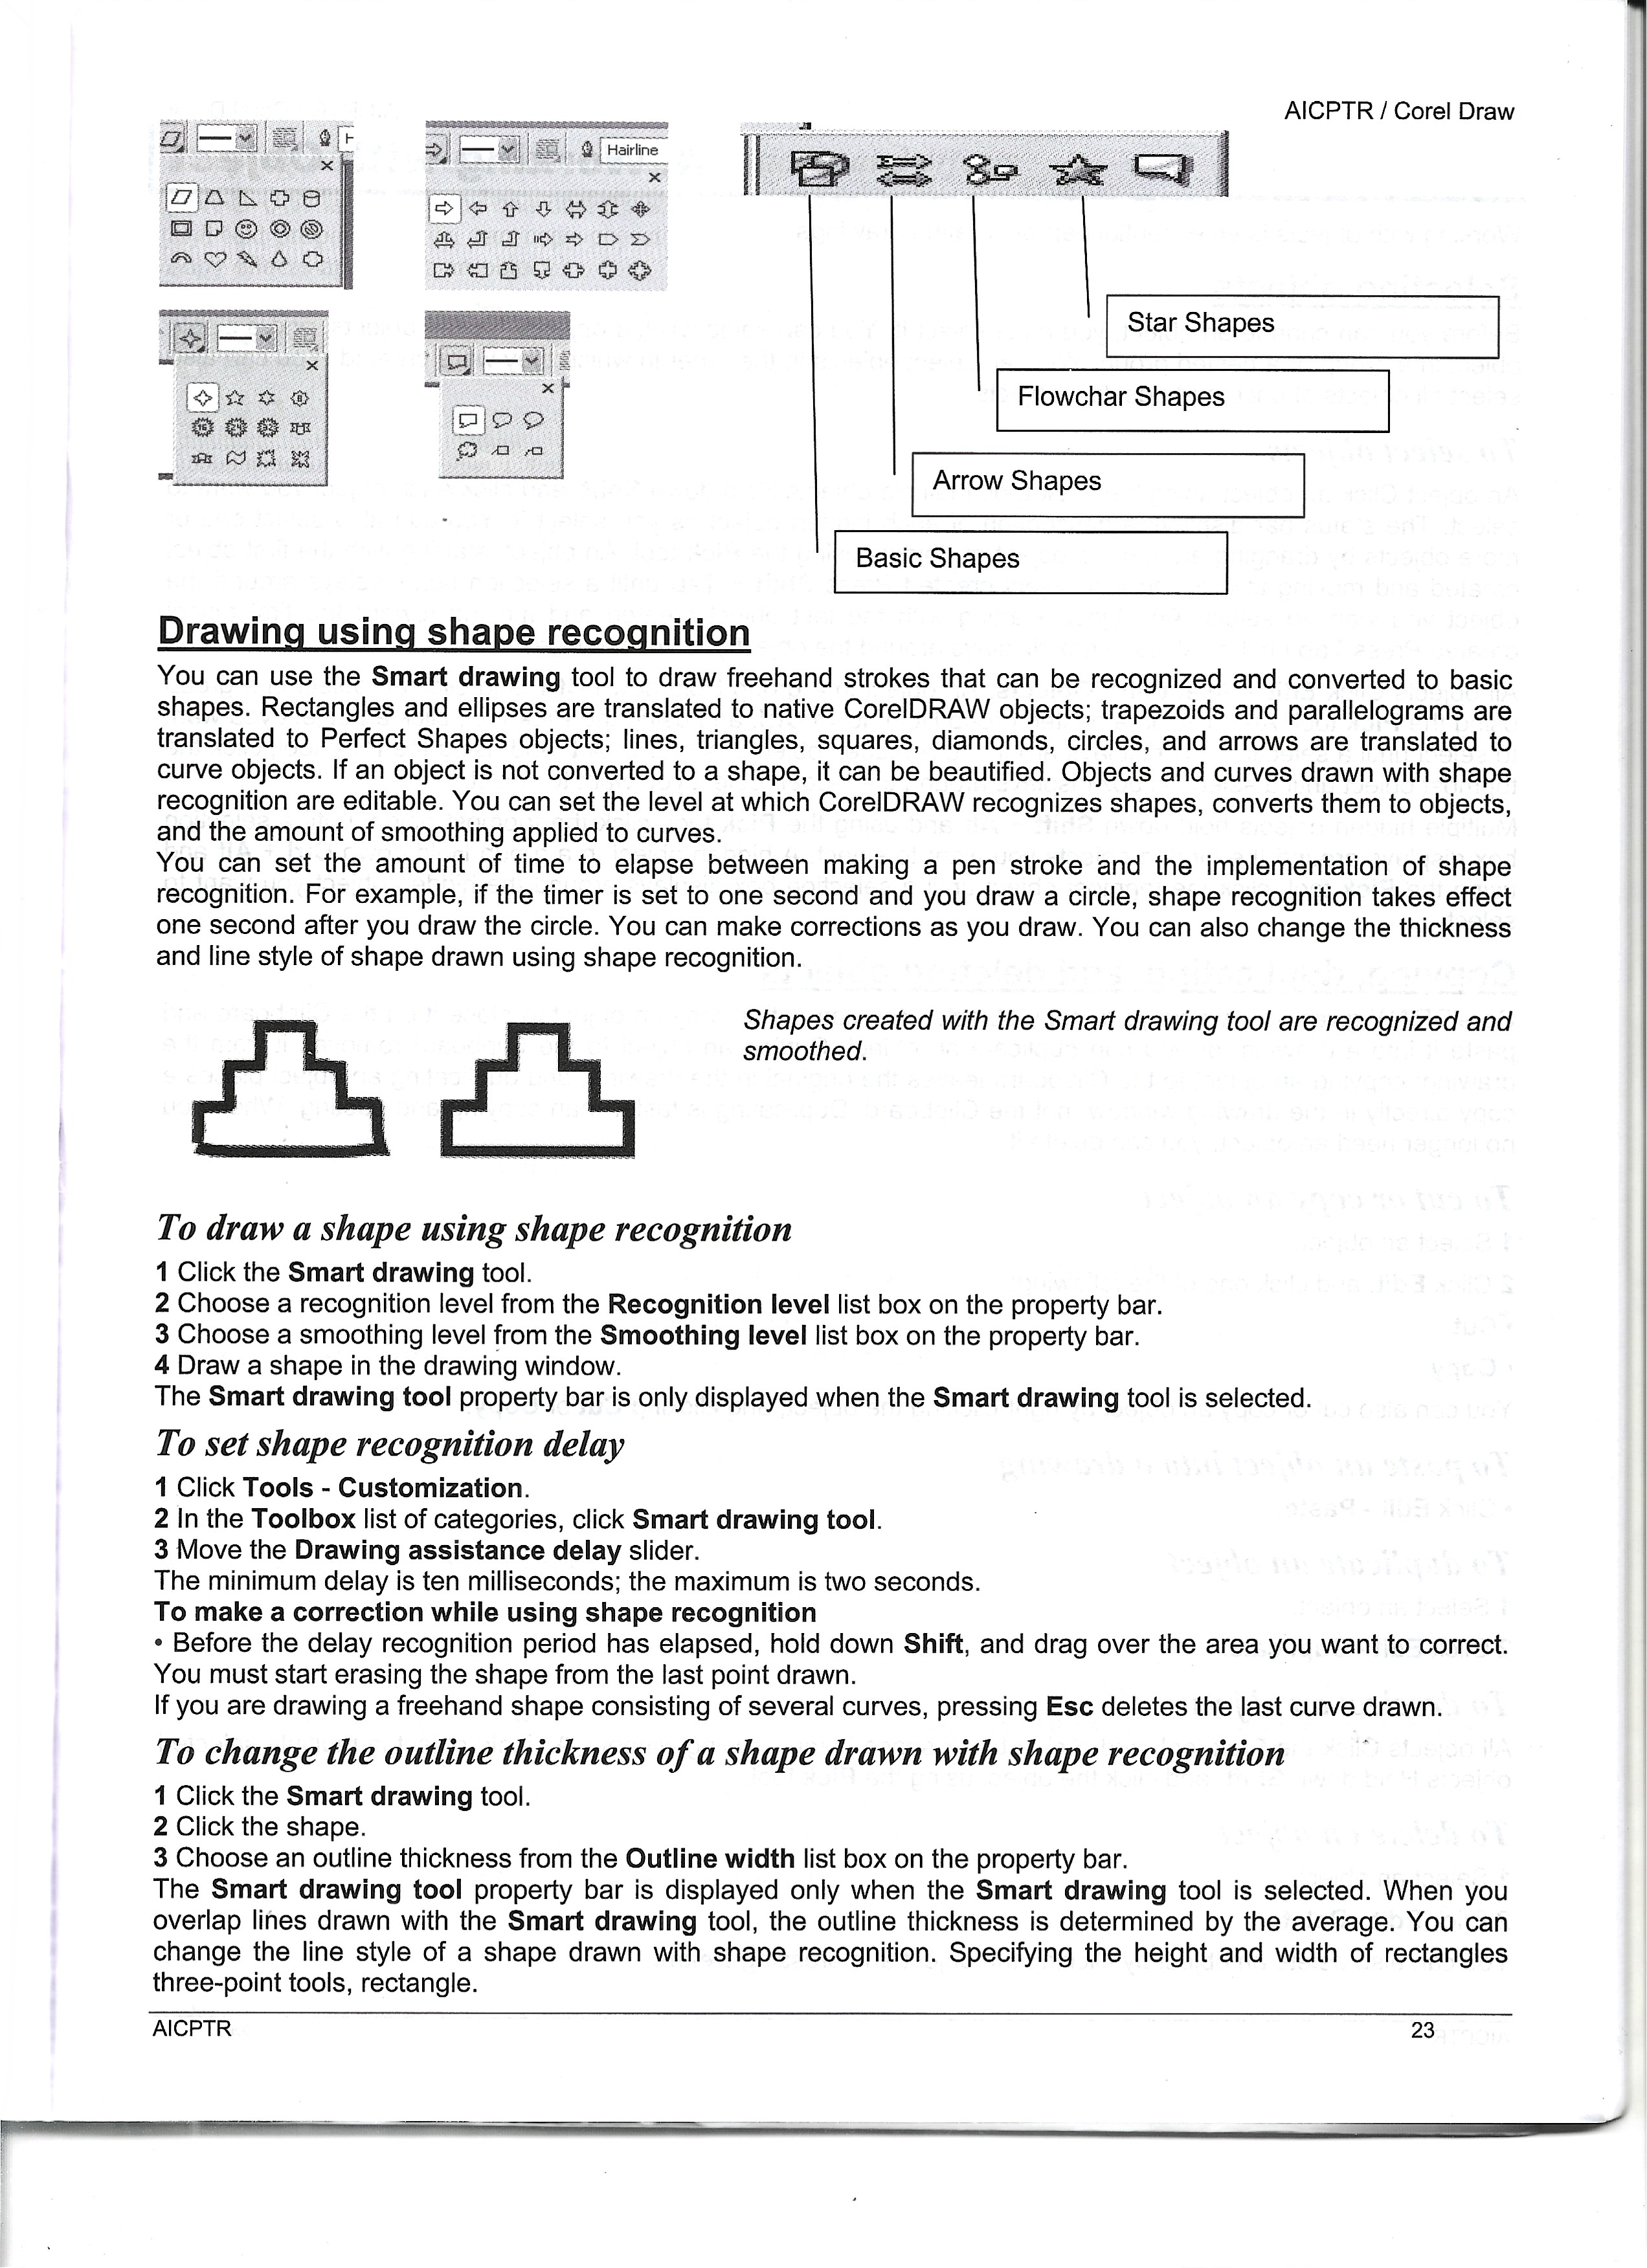 AICPTR / Corel Draw
Hairline
Star Shapes
Flowchar Shapes
Arrow Shapes
Basic Shapes
Drawing using shape recognition
You can use the Smart drawing tool to draw freehand strokes that can be recognized and converted to basic
shapes. Rectangles and ellipses are translated to native CorelDRAW objects; trapezoids and parallelograms are
translated to Perfect Shapes objects; lines, triangles, squares, diamonds, circles, and arrows are translated to
curve objects. If an object is not converted to a shape, it can be beautified. Objects and curves drawn with shape
recognition are editable. You can set the level at which CorelDRAW recognizes shapes, converts them to objects,
and the amount of smoothing applied to curves.
You can set the amount of time to elapse between making a pen stroke and the implementation of shape
recognition. For example, if the timer is set to one second and you draw a circle, shape recognition takes effect
one second after you draw the circle. You can make corrections as you draw. You can also change the thickness
and line style of shape drawn using shape recognition.
Shapes created with the Smart drawing tool are recognized and
smoothed.
To draw a shape using shape recognition
1 Click the Smart drawing tool.
2 Choose a recognition level from the Recognition level list box on the property bar.
3 Choose a smoothing level from the Smoothing level list box on the property bar.
4 Draw a shape in the drawing window.
The Smart drawing tool property bar is only displayed when the Smart drawing tool is selected.
To set shape recognition delay
1 Click Tools - Customization.
2 In the Toolbox list of categories, click Smart drawing tool.
3 Move the Drawing assistance delay slider.
The minimum delay is ten milliseconds; the maximum is two seconds.
To make a correction while using shape recognition
• Before the delay recognition period has elapsed, hold down Shift, and drag over the area you want to correct.
You must start erasing the shape from the last point drawn.
If you are drawing a freehand shape consisting of several curves, pressing Esc deletes the last curve drawn.
To change the outline thickness of a shape drawn with shape recognition
1 Click the Smart drawing tool.
2 Click the shape.
3 Choose an outline thickness from the Outline width list box on the property bar.
The Smart drawing tool property bar is displayed only when the Smart drawing tool is selected. When you
overlap lines drawn with the Smart drawing tool, the outline thickness is determined by the average. You can
change the line style of a shape drawn with shape recognition. Specifying the height and width of rectangles
three-point tools, rectangle.
AICPTR 23